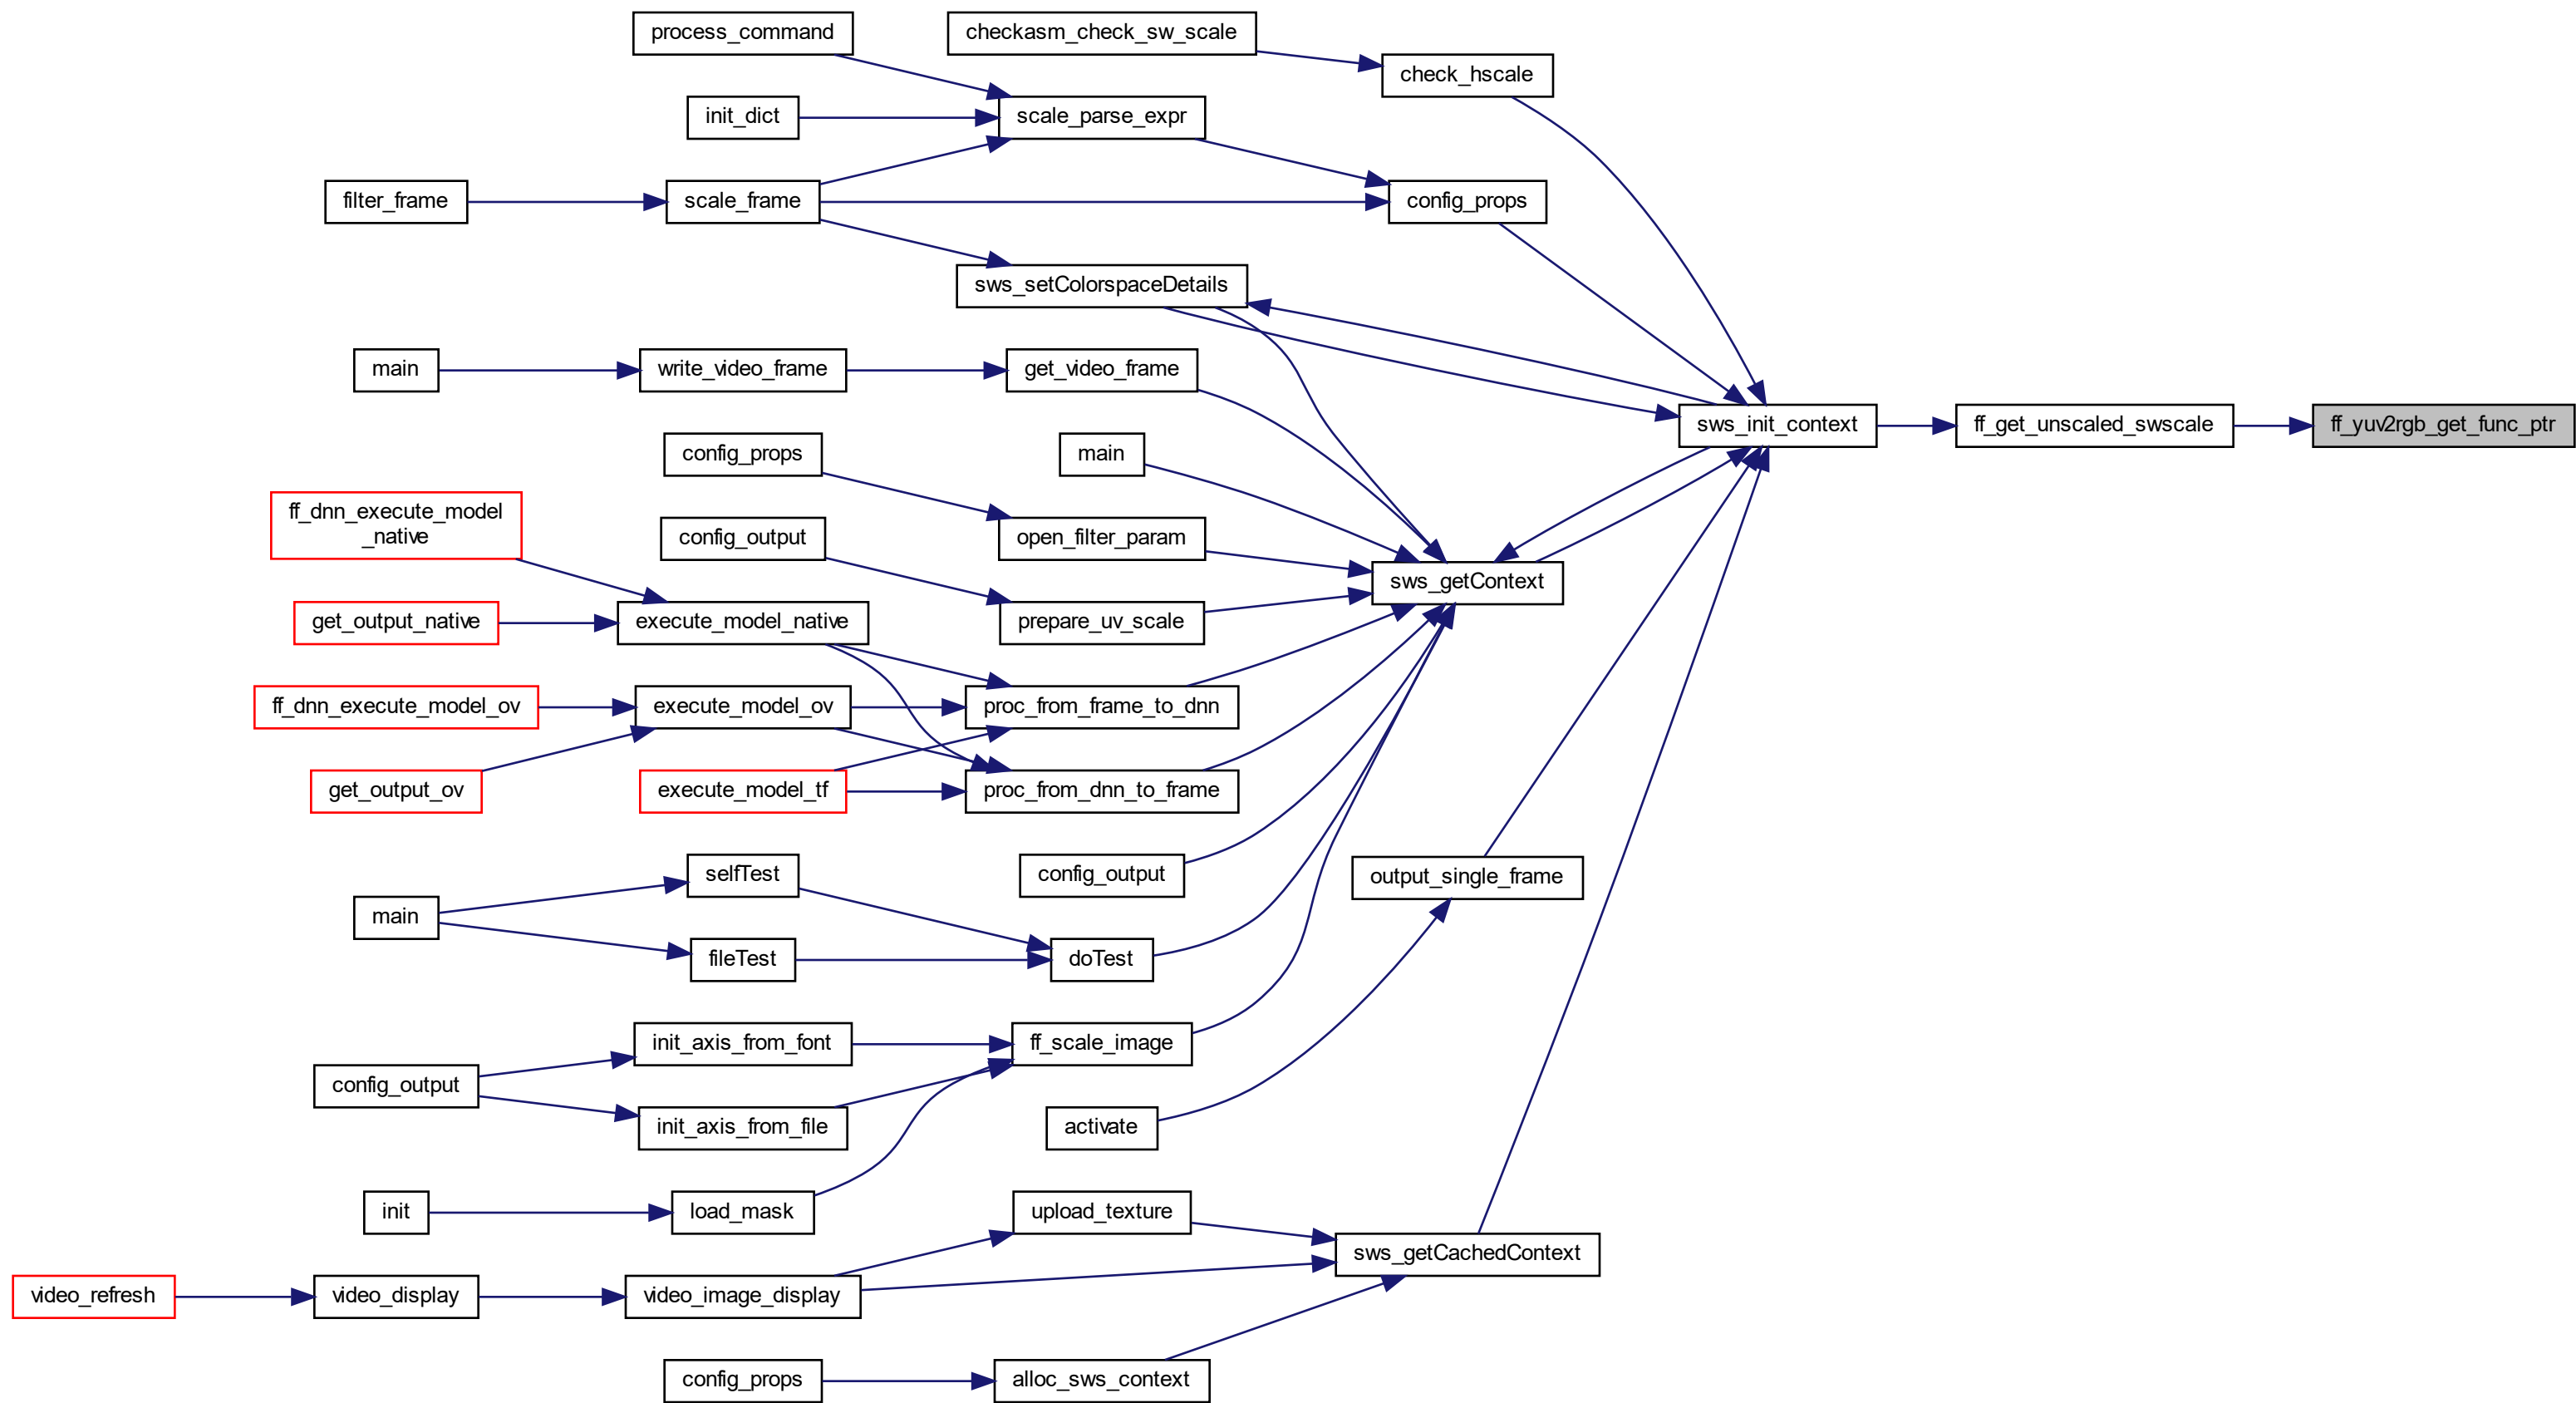 process_command
checkasm_check_sw_scale
check_hscale
init_dict
scale_parse_expr
filter_frame
scale_frame
config_props
sws_setColorspaceDetails
main
write_video_frame
get_video_frame
sws_init_context
ff_get_unscaled_swscale
ff_yuv2rgb_get_func_ptr
config_props
main
ff_dnn_execute_model
_native
config_output
open_filter_param
sws_getContext
get_output_native
execute_model_native
prepare_uv_scale
ff_dnn_execute_model_ov
execute_model_ov
proc_from_frame_to_dnn
get_output_ov
execute_model_tf
proc_from_dnn_to_frame
selfTest
config_output
output_single_frame
main
fileTest
doTest
init_axis_from_font
ff_scale_image
config_output
init_axis_from_file
activate
init
load_mask
upload_texture
sws_getCachedContext
video_refresh
video_display
video_image_display
config_props
alloc_sws_context